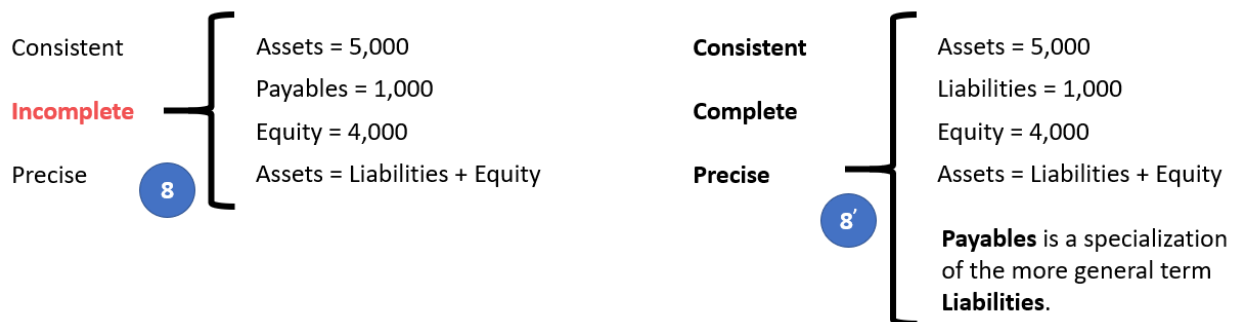 Consistent
Incomplete
Precise
8
Assets = 5,000
Payables = 1,000
Equity = 4,000
Assets = Liabilities + Equity
Consistent
Complete
Precise
8′
Assets = 5,000
Liabilities = 1,000
Equity = 4,000
Assets = Liabilities + Equity
Payables is a specialization
of the more general term
Liabilities.